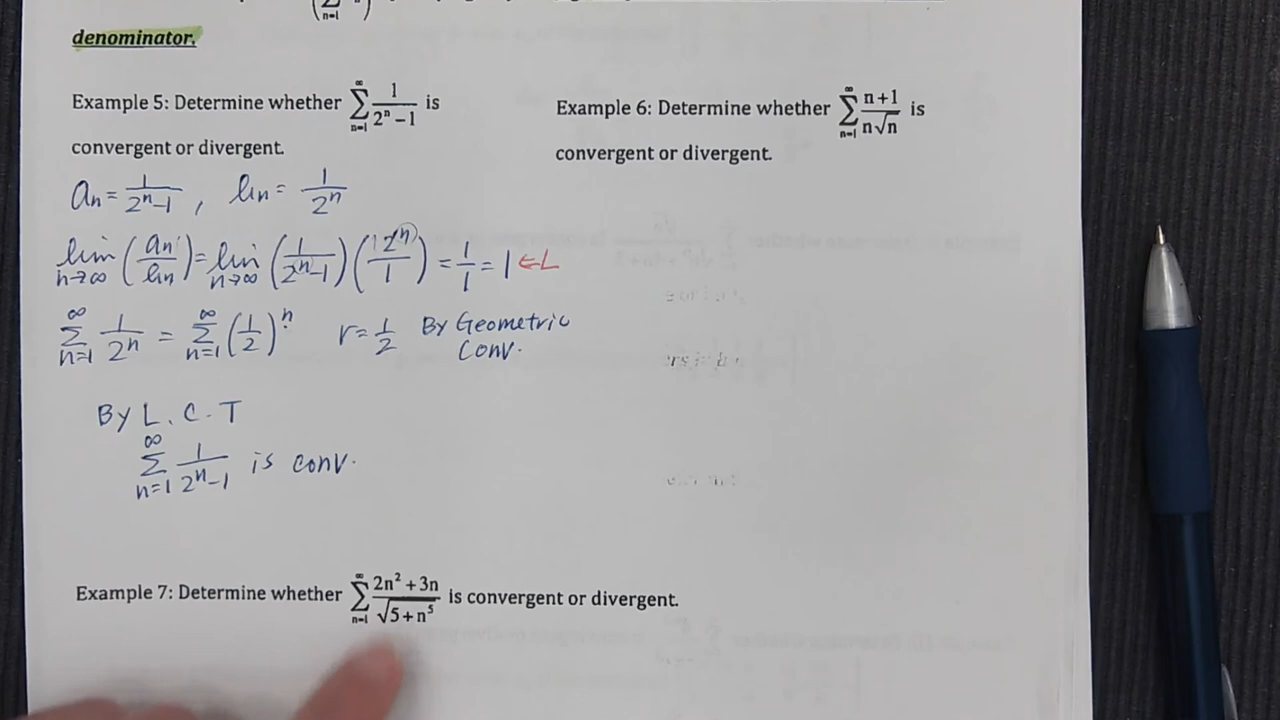 denominator.
Example 5: Determine whether ∑_{n=1}^{∞} 1/(2ⁿ−1) is
convergent or divergent.
aₙ = 1/(2ⁿ−1) , bₙ = 1/2ⁿ
lim_{n→∞} (aₙ/bₙ) = lim_{n→∞} (1/(2ⁿ−1)) (1·2ⁿ/1) = 1/1 = 1 ← L
∑_{n=1}^{∞} 1/2ⁿ = ∑_{n=1}^{∞} (1/2)ⁿ r = 1/2 By Geometric
Conv.
By L.C.T
∑_{n=1}^{∞} 1/(2ⁿ−1) is conv.
Example 6: Determine whether ∑_{n=1}^{∞} (n+1)/(n√n) is
convergent or divergent.
Example 7: Determine whether ∑_{n=1}^{∞} (2n²+3n)/√(5+n⁵) is convergent or divergent.